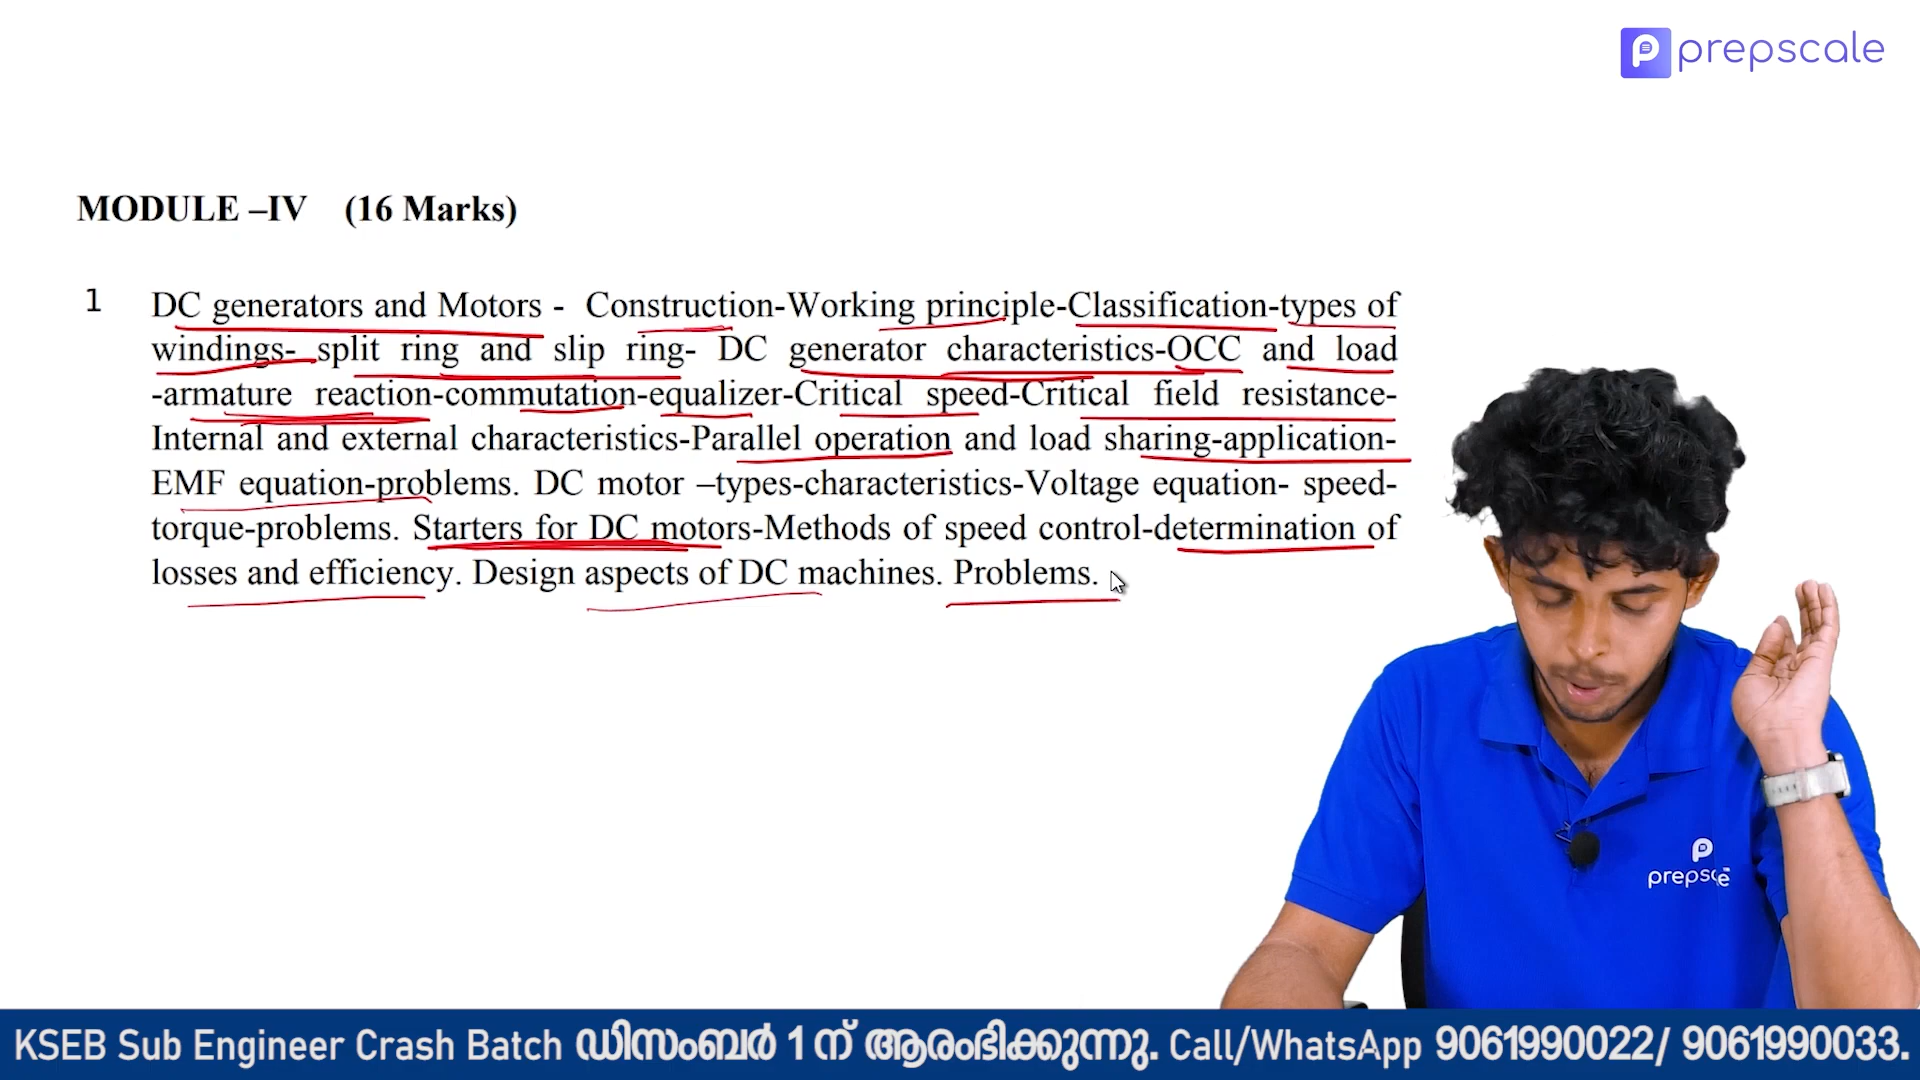 prepscale
MODULE –IV (16 Marks)
1 DC generators and Motors - Construction-Working principle-Classification-types of
windings- split ring and slip ring- DC generator characteristics-OCC and load
-armature reaction-commutation-equalizer-Critical speed-Critical field resistance-
Internal and external characteristics-Parallel operation and load sharing-application-
EMF equation-problems. DC motor –types-characteristics-Voltage equation- speed-
torque-problems. Starters for DC motors-Methods of speed control-determination of
losses and efficiency. Design aspects of DC machines. Problems.
KSEB Sub Engineer Crash Batch ഡിസംബർ 1 ന് ആരംഭിക്കുന്നു. Call/WhatsApp 9061990022/ 9061990033.